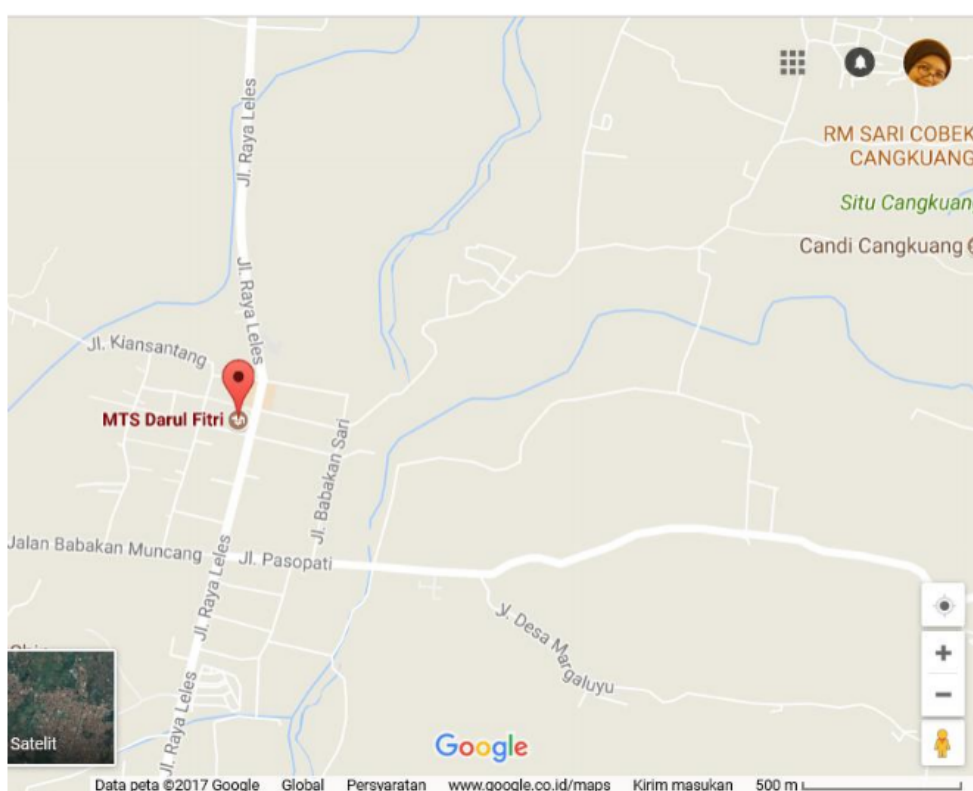 Jl. Raya Leles
RM SARI COBEK
CANGKUANG
Situ Cangkuan
Candi Cangkuang
Jl. Raya Leles
Jl. Kiansantang
MTS Darul Fitri
Jl. Babakan Sari
Jalan Babakan Muncang
Jl. Pasopati
Jl. Raya Leles
Jl. Desa Margaluyu
Jl. Raya Leles
Satelit
Google
Data peta ©2017 Google Global Persyaratan www.google.co.id/maps Kirim masukan 500 m